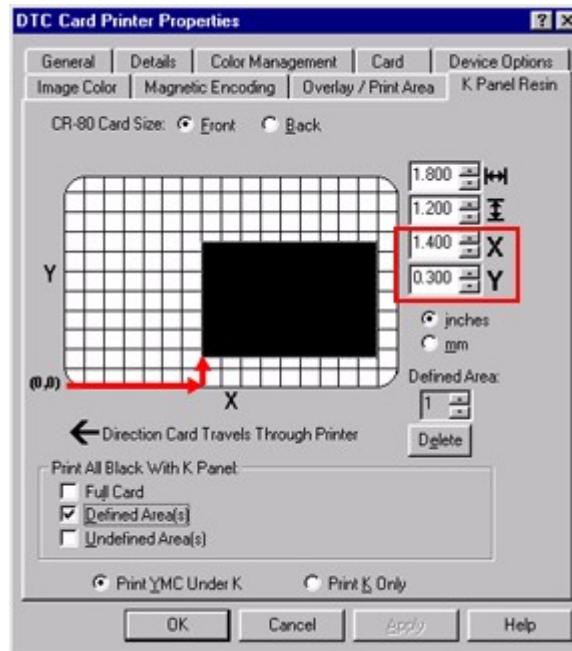 DTC Card Printer Properties
General Details Color Management Card Device Options
Image Color Magnetic Encoding Overlay / Print Area K Panel Resin
CR-80 Card Size: Front Back
1.800
1.200
1.400 X
0.300 Y
Y
inches
mm
(0,0)
X
Defined Area:
1
Direction Card Travels Through Printer
Delete
Print All Black With K Panel:
Full Card
Defined Area(s)
Undefined Area(s)
Print YMC Under K Print K Only
OK Cancel Apply Help